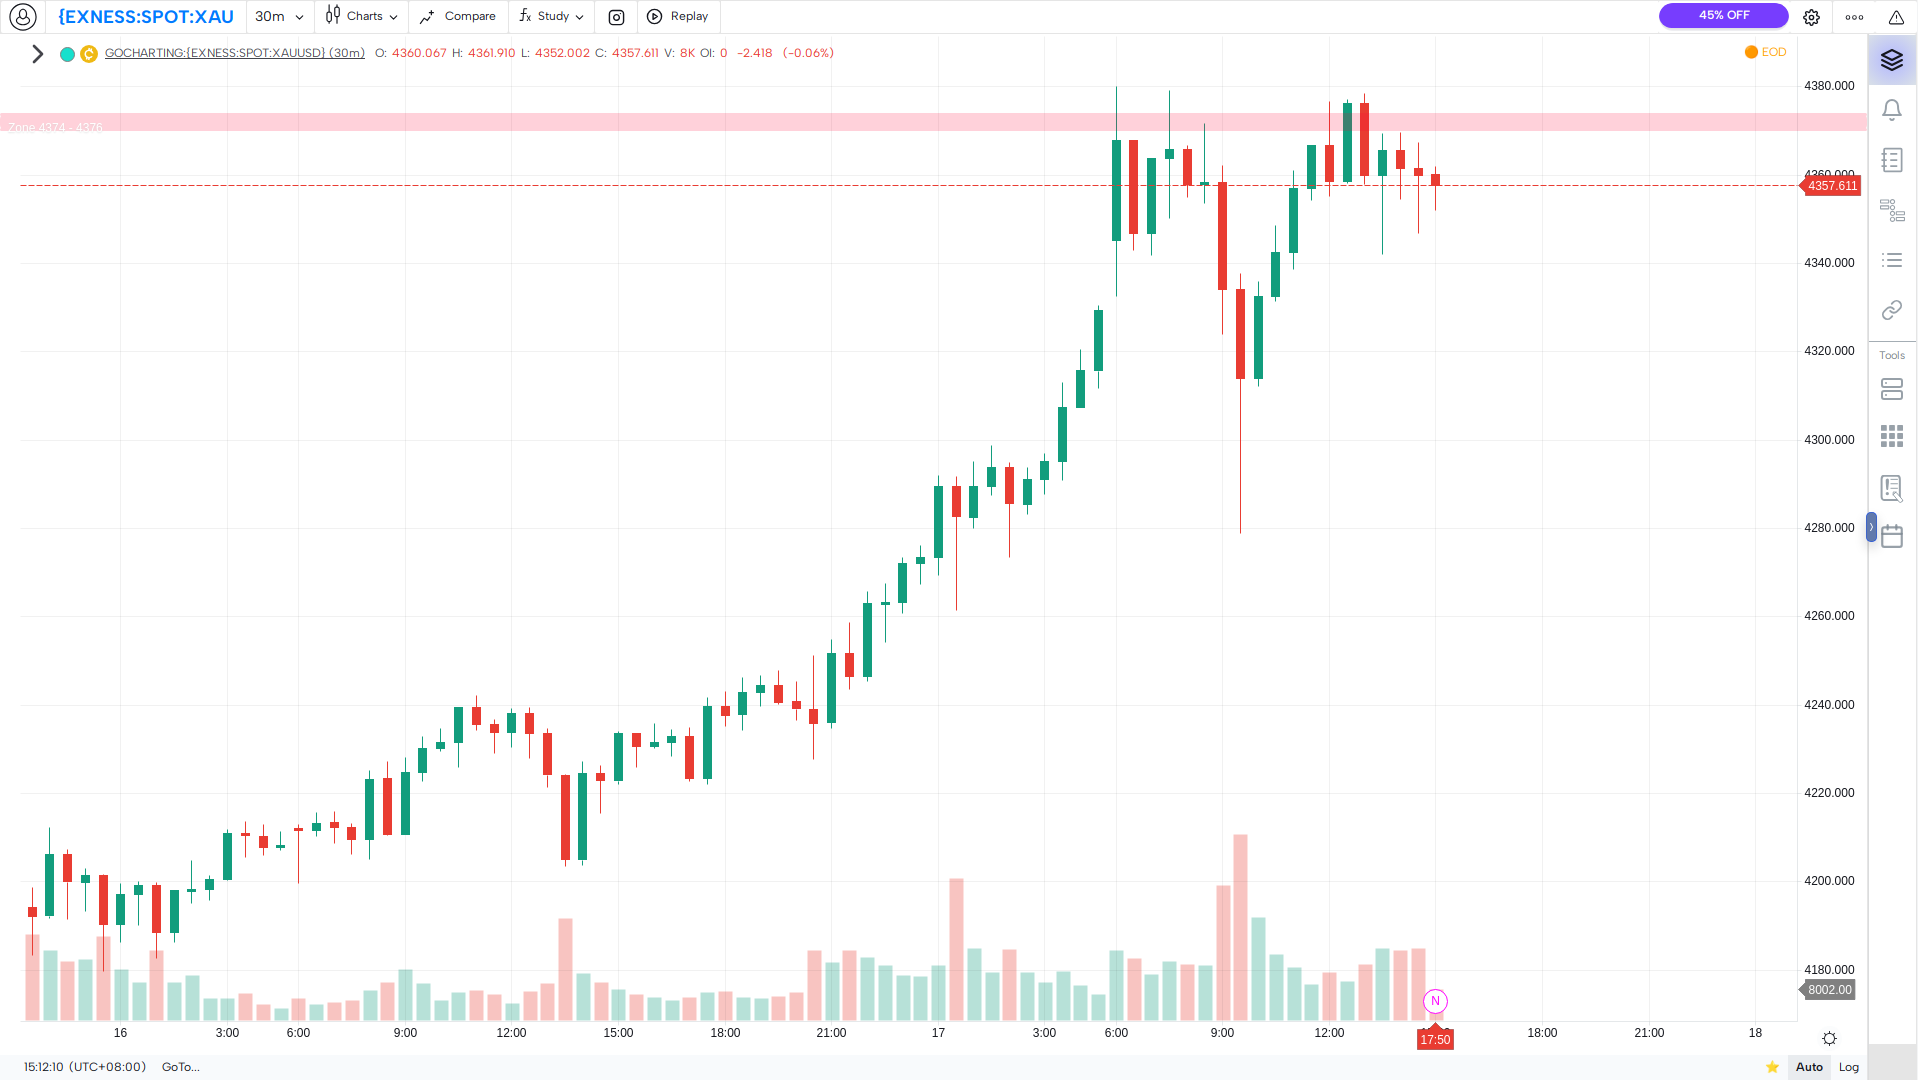 {EXNESS:SPOT:XAU 30m Charts Compare fx Study Replay 45% OFF
GOCHARTING:{EXNESS:SPOT:XAUUSD} (30m) O: 4360.067 H: 4361.910 L: 4352.002 C: 4357.611 V: 8K OI: 0 -2.418 (-0.06%) EOD
4380.000
Zone 4374 - 4376
4360.000
4357.611
4340.000
4320.000
Tools
4300.000
4280.000
4260.000
4240.000
4220.000
4200.000
4180.000
8002.00
N
16 3:00 6:00 9:00 12:00 15:00 18:00 21:00 17 3:00 6:00 9:00 12:00 18:00 21:00 18
17:50
15:12:10 (UTC+08:00) GoTo... Auto Log